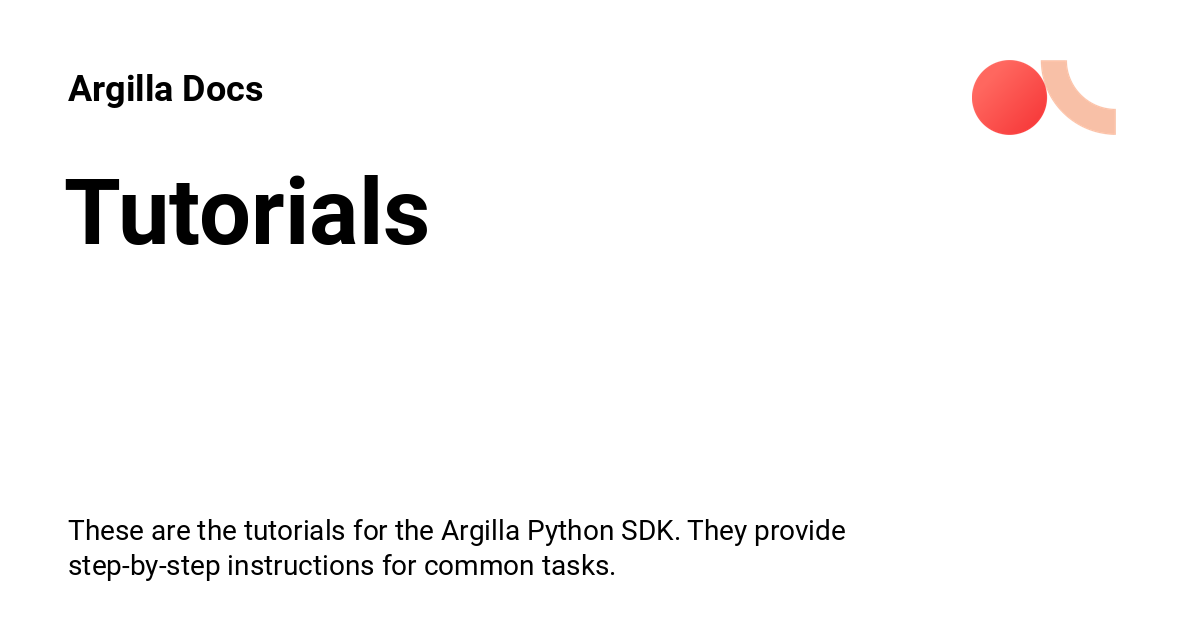 Argilla Docs
Tutorials
These are the tutorials for the Argilla Python SDK. They provide
step-by-step instructions for common tasks.